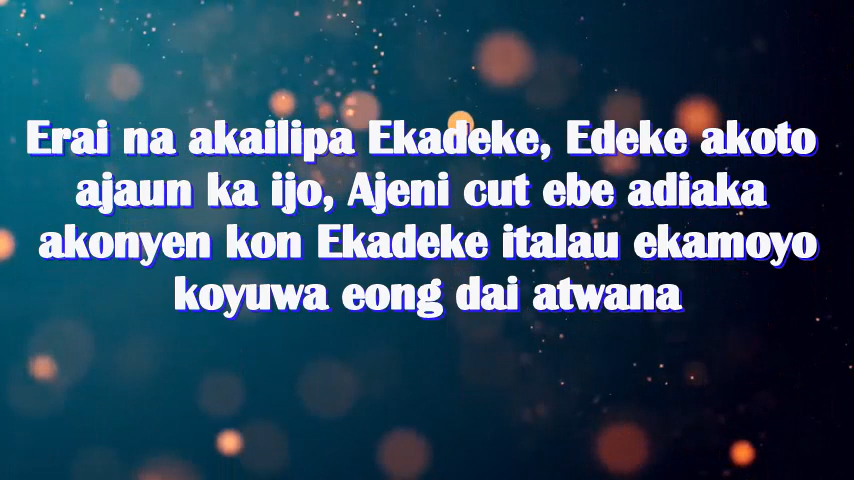 Erai na akailipa Ekadeke, Edeke akoto
ajaun ka ijo, Ajeni cut ebe adiaka
akonyen kon Ekadeke italau ekamoyo
koyuwa eong dai atwana